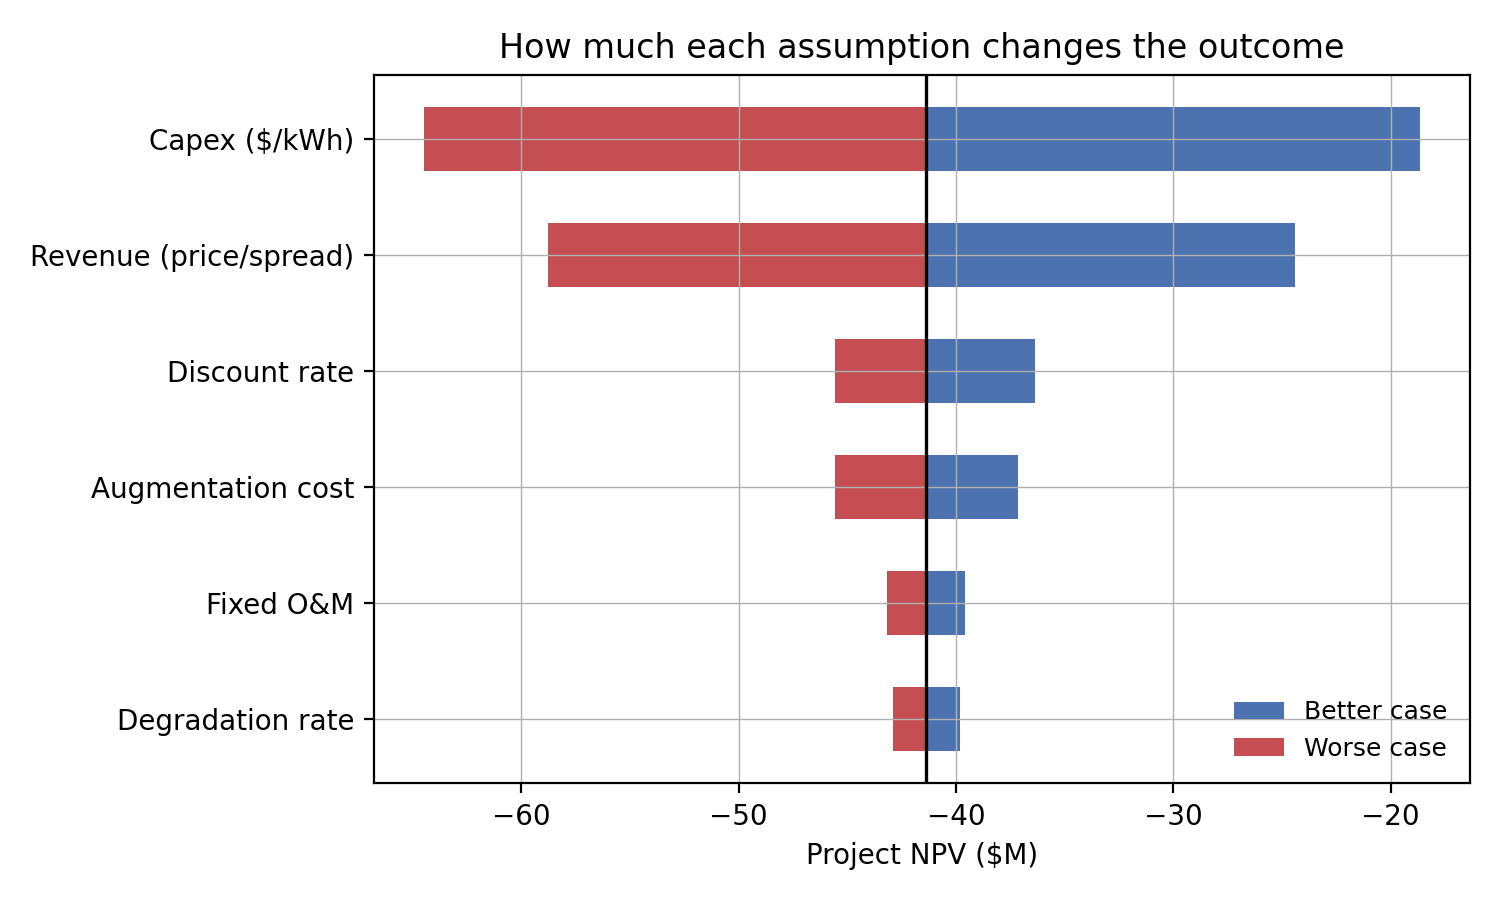 How much each assumption changes the outcome
Capex ($/kWh)
Revenue (price/spread)
Discount rate
Augmentation cost
Fixed O&M
Degradation rate
Better case
Worse case
−60 −50 −40 −30 −20
Project NPV ($M)